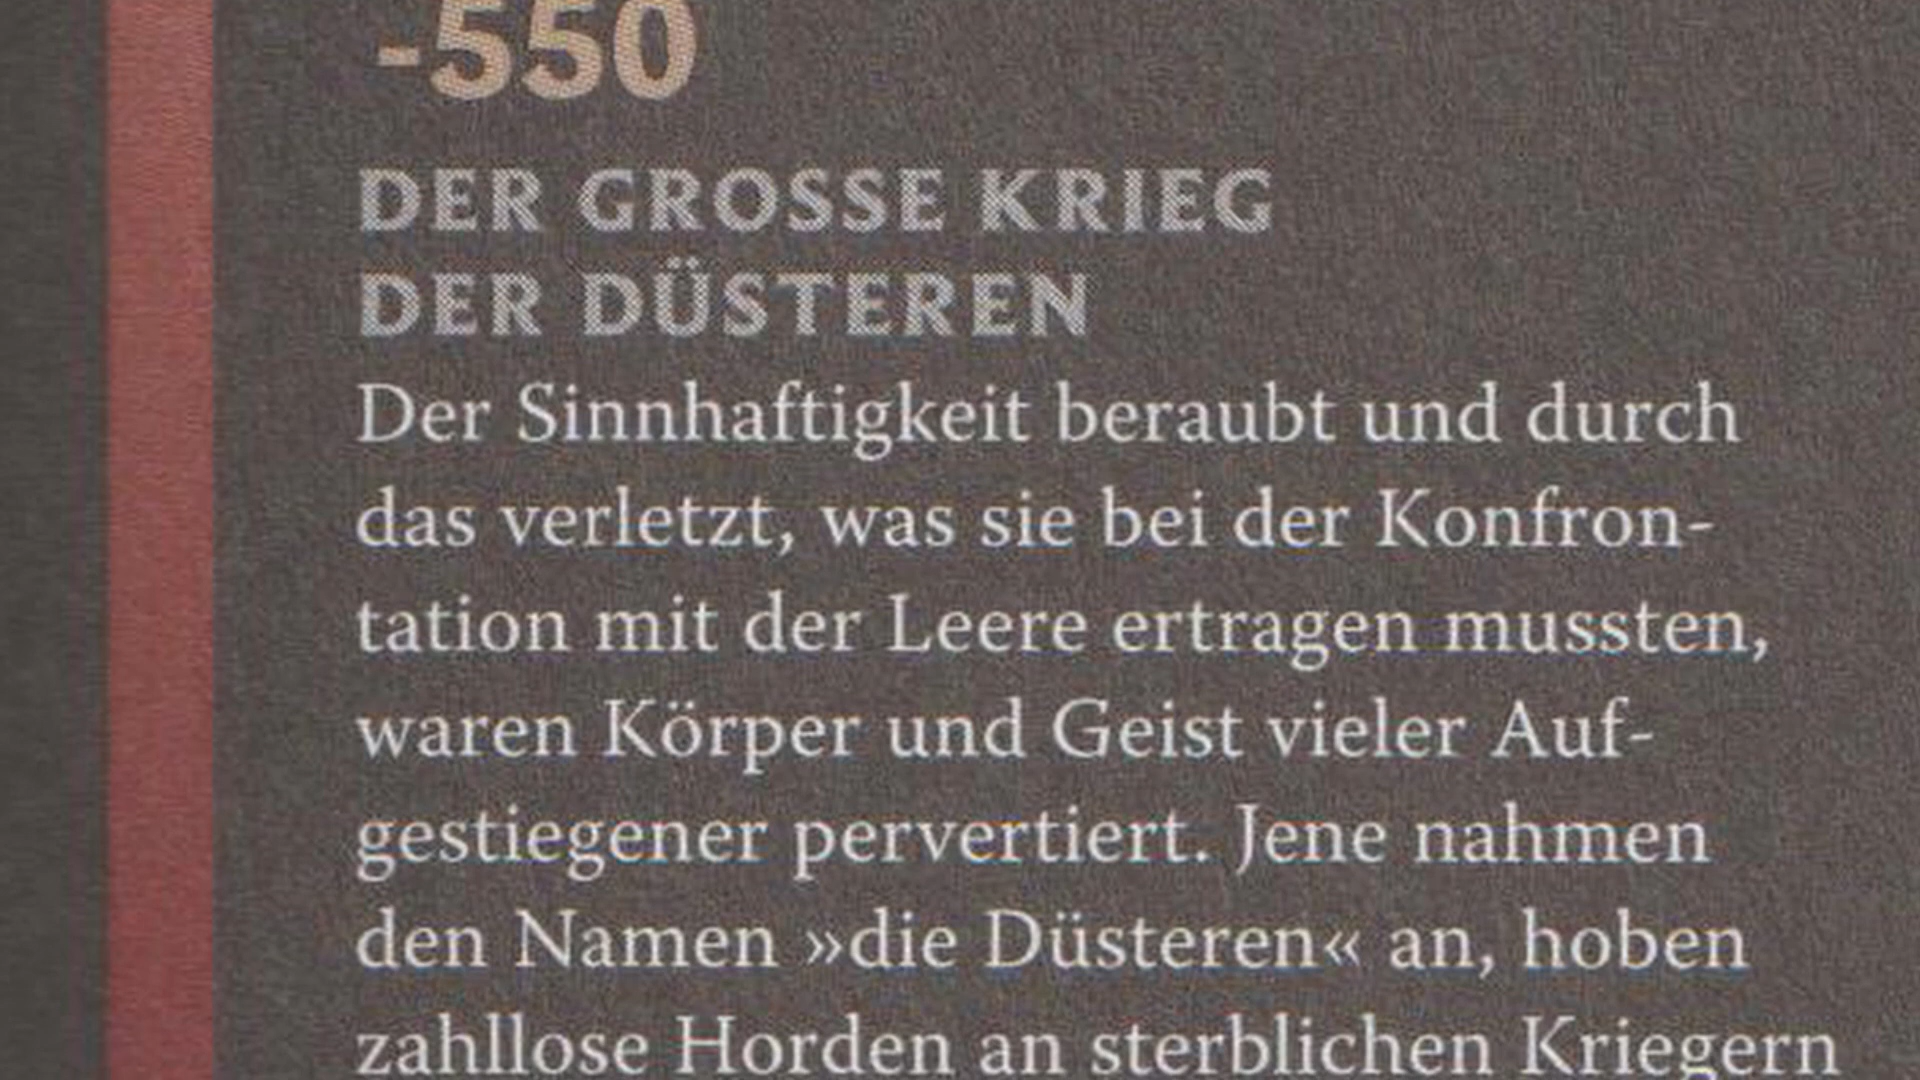 -550
DER GROSSE KRIEG
DER DÜSTEREN
Der Sinnhaftigkeit beraubt und durch
das verletzt, was sie bei der Konfron-
tation mit der Leere ertragen mussten,
waren Körper und Geist vieler Auf-
gestiegener pervertiert. Jene nahmen
den Namen »die Düsteren« an, hoben
zahllose Horden an sterblichen Kriegern